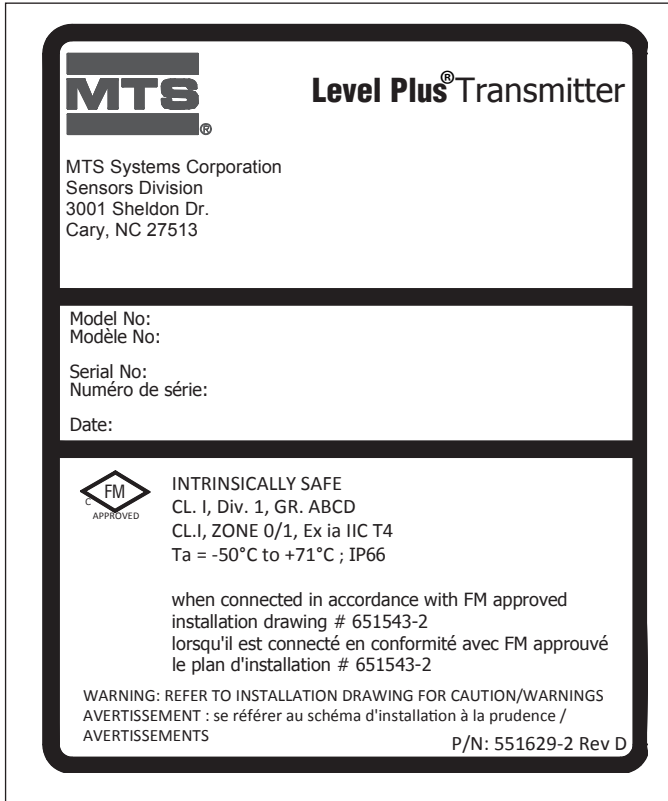 MTS
®
Level Plus® Transmitter
MTS Systems Corporation
Sensors Division
3001 Sheldon Dr.
Cary, NC 27513
Model No:
Modèle No:
Serial No:
Numéro de série:
Date:
C FM
APPROVED
INTRINSICALLY SAFE
CL. I, Div. 1, GR. ABCD
CL.I, ZONE 0/1, Ex ia IIC T4
Ta = -50°C to +71°C ; IP66
when connected in accordance with FM approved
installation drawing # 651543-2
lorsqu'il est connecté en conformité avec FM approuvé
le plan d'installation # 651543-2
WARNING: REFER TO INSTALLATION DRAWING FOR CAUTION/WARNINGS
AVERTISSEMENT : se référer au schéma d'installation à la prudence /
AVERTISSEMENTS
P/N: 551629-2 Rev D